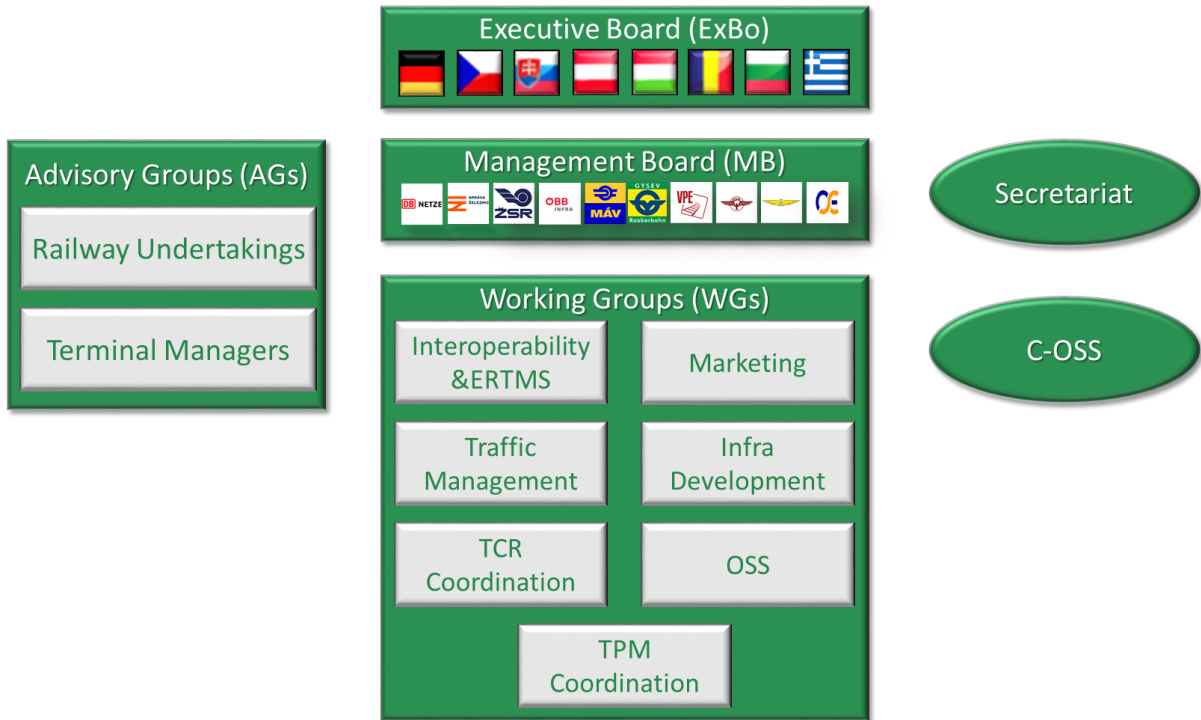 Executive Board (ExBo)
Advisory Groups (AGs)
Railway Undertakings
Terminal Managers
Management Board (MB)
DB NETZE
SPRÁVA
ŽELEZNIC
ŽSR
ÖBB
INFRA
MÁV
GYSEV
Raaberbahn
VPE
Working Groups (WGs)
Interoperability
&ERTMS
Marketing
Traffic
Management
Infra
Development
TCR
Coordination
OSS
TPM
Coordination
Secretariat
C-OSS